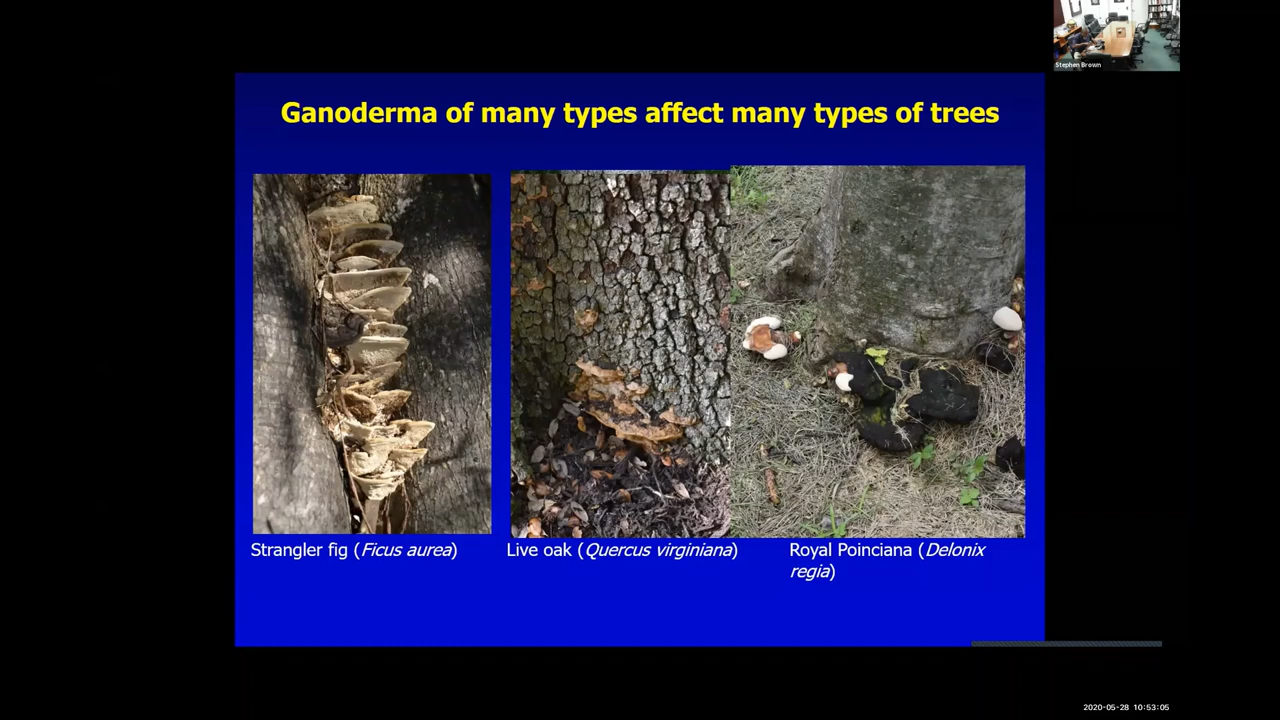 Stephen Brown
Ganoderma of many types affect many types of trees
Strangler fig (Ficus aurea)
Live oak (Quercus virginiana)
Royal Poinciana (Delonix
regia)
2020-05-28 10:53:05